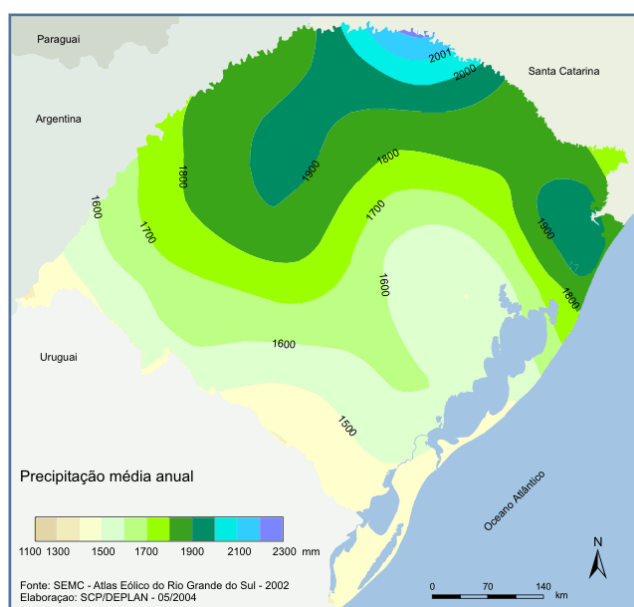 Paraguai
Argentina
Santa Catarina
2001
2000
1900
1800
1800
1700
1700
1600
1600
1600
1500
1900
1800
Uruguai
Oceano Atlântico
Precipitação média anual
1100 1300 1500 1700 1900 2100 2300 mm
Fonte: SEMC - Atlas Eólico do Rio Grande do Sul - 2002
Elaboraçao: SCP/DEPLAN - 05/2004
N
0 70 140
km